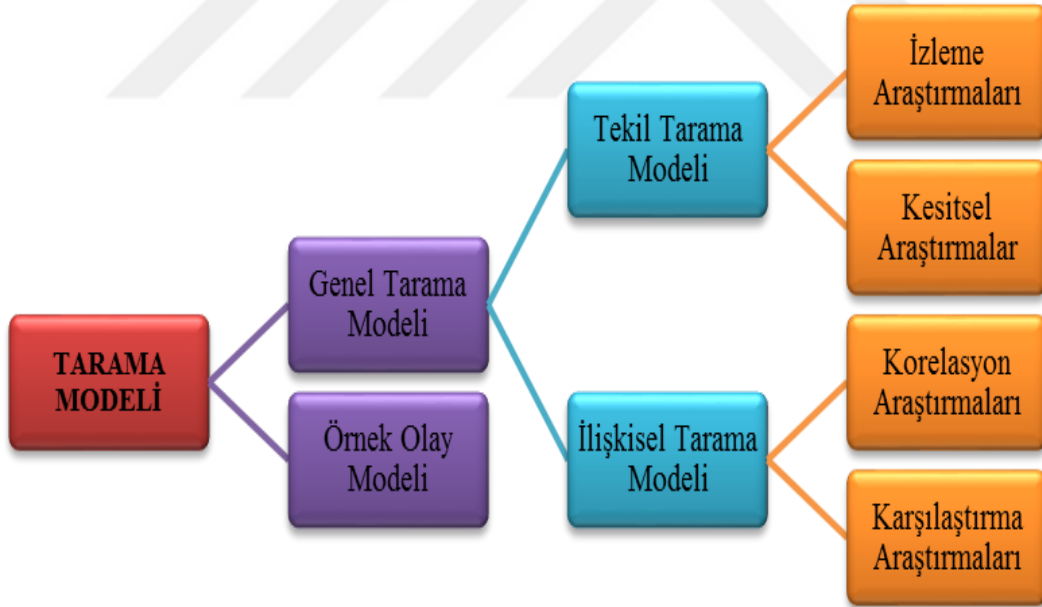 TARAMA
MODELİ
Genel Tarama
Modeli
Örnek Olay
Modeli
Tekil Tarama
Modeli
İlişkisel Tarama
Modeli
İzleme
Araştırmaları
Kesitsel
Araştırmalar
Korelasyon
Araştırmaları
Karşılaştırma
Araştırmaları